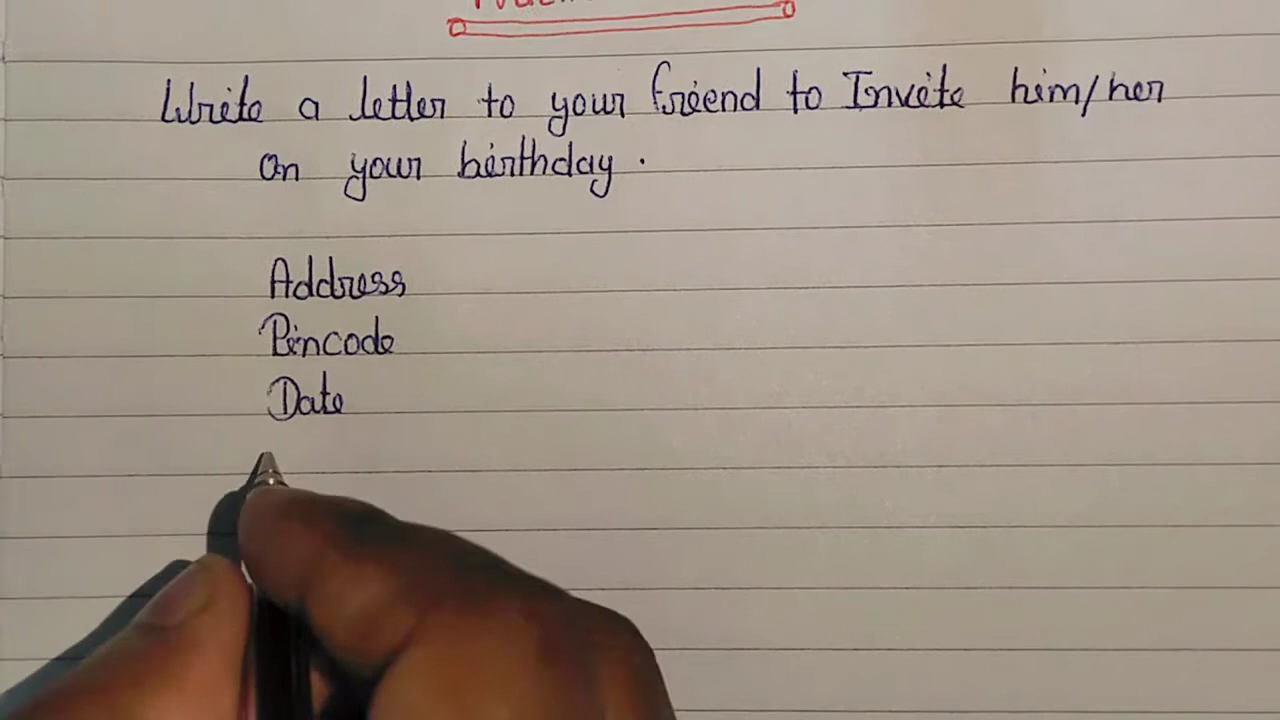 Write a letter to your friend to Invite him/her
on your birthday.
Address
Pincode
Date